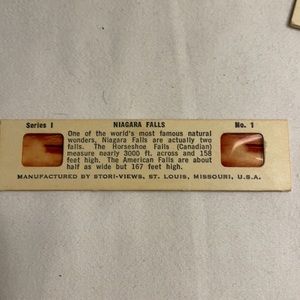 Series I NIAGARA FALLS No. 1
One of the world's most famous natural
wonders, Niagara Falls are actually two
falls. The Horseshoe Falls (Canadian)
measure nearly 3000 ft. across and 158
feet high. The American Falls are about
half as wide but 167 feet high.
MANUFACTURED BY STORI-VIEWS, ST. LOUIS, MISSOURI, U.S.A.